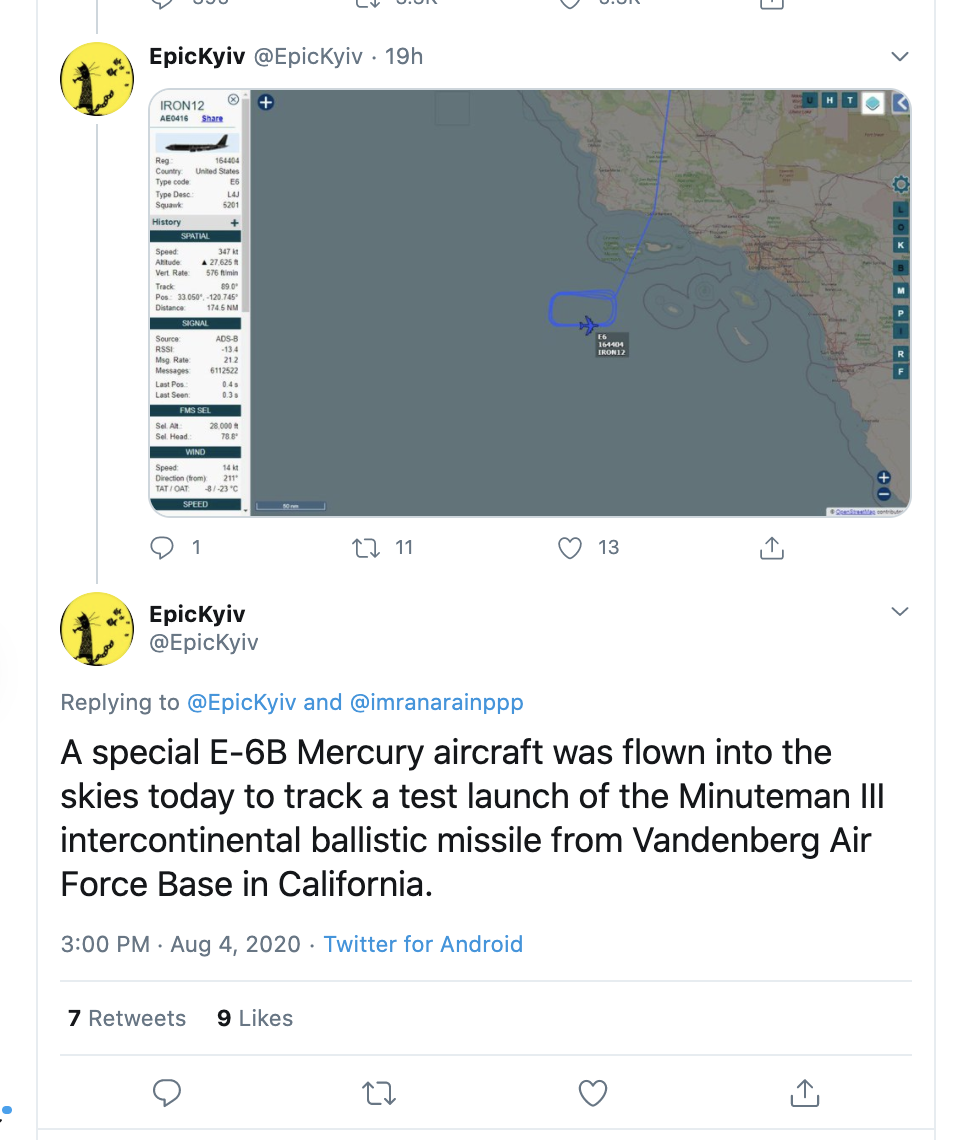 EpicKyiv @EpicKyiv · 19h
IRON12
AE0416 Share
Reg.: 164404
Country: United States
Type code: E6
Type Desc.: L4J
Squawk: 5201
History +
SPATIAL
Speed: 347 kt
Altitude: ▲ 27,625 ft
Vert. Rate: 576 ft/min
Track: 89.0°
Pos.: 33.050°, -120.745°
Distance: 174.5 NM
SIGNAL
Source: ADS-B
RSSI: -13.4
Msg. Rate: 21.2
Messages: 6112522
Last Pos.: 0.4 s
Last Seen: 0.3 s
FMS SEL
Sel. Alt.: 28,000 ft
Sel. Head.: 78.8°
WIND
Speed: 14 kt
Direction (from): 211°
TAT / OAT: -8 / -23 °C
SPEED
U H T
L
O
K
B
M
P
I
R
F
E6
164404
IRON12
50 nm
© OpenStreetMap contributors
1 11 13
EpicKyiv
@EpicKyiv
Replying to @EpicKyiv and @imranarainppp
A special E-6B Mercury aircraft was flown into the
skies today to track a test launch of the Minuteman III
intercontinental ballistic missile from Vandenberg Air
Force Base in California.
3:00 PM · Aug 4, 2020 · Twitter for Android
7 Retweets 9 Likes